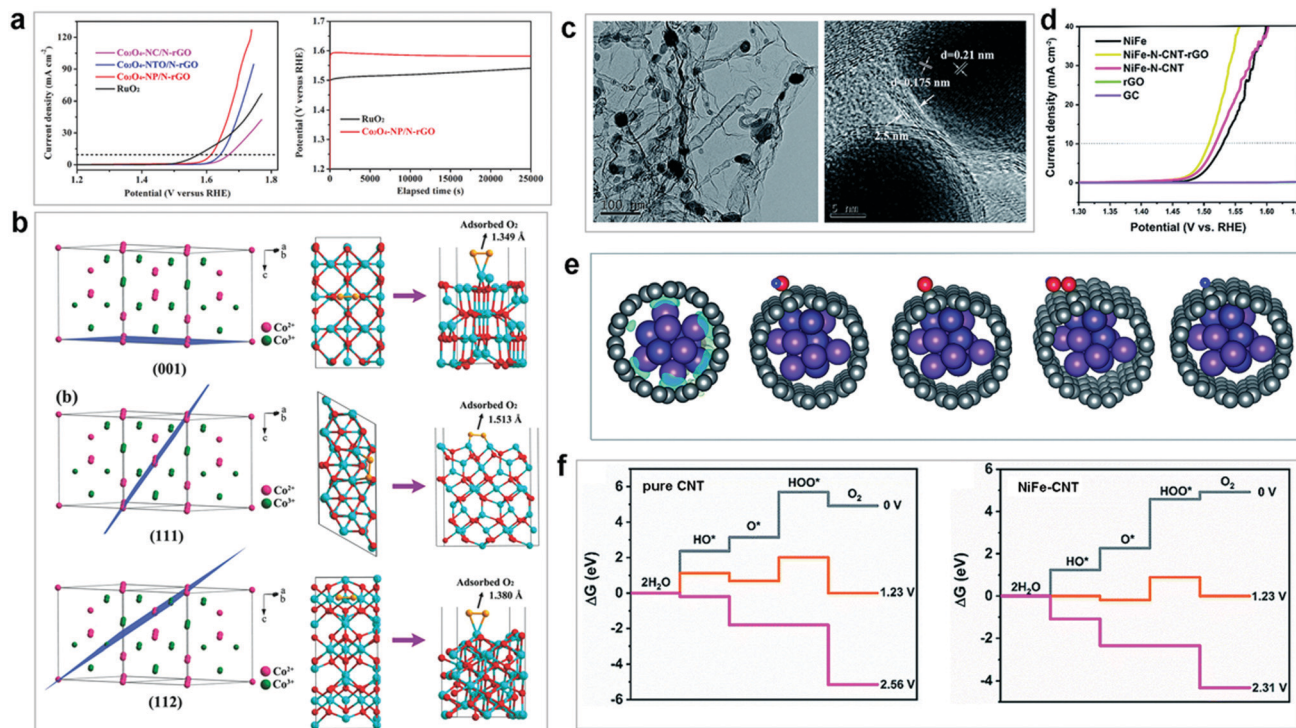 a
Current density (mA cm⁻²)
120
90
60
30
0
Co₃O₄-NC/N-rGO
Co₃O₄-NTO/N-rGO
Co₃O₄-NP/N-rGO
RuO₂
1.2
1.4
1.6
1.8
Potential (V versus RHE)
Potential (V versus RHE)
1.7
1.6
1.5
1.4
1.3
1.2
RuO₂
Co₃O₄-NP/N-rGO
0
5000
10000
15000
20000
25000
Elapsed time (s)
c
100 nm
d=0.21 nm
d=0.175 nm
2.5 nm
5 nm
d
Current density (mA cm⁻²)
40
30
20
10
0
NiFe
NiFe-N-CNT-rGO
NiFe-N-CNT
rGO
GC
1.30
1.35
1.40
1.45
1.50
1.55
1.60
1.65
Potential (V vs. RHE)
b
a
b
c
Co²⁺
Co³⁺
(001)
Adsorbed O₂
1.349 Å
(b)
a
b
c
Co²⁺
Co³⁺
(111)
Adsorbed O₂
1.513 Å
a
b
c
Co²⁺
Co³⁺
(112)
Adsorbed O₂
1.380 Å
e
f
ΔG (eV)
6
4
2
0
-2
-4
-6
pure CNT
2H₂O
HO*
O*
HOO*
O₂
0 V
1.23 V
2.56 V
ΔG (eV)
6
4
2
0
-2
-4
NiFe-CNT
2H₂O
HO*
O*
HOO*
O₂
0 V
1.23 V
2.31 V